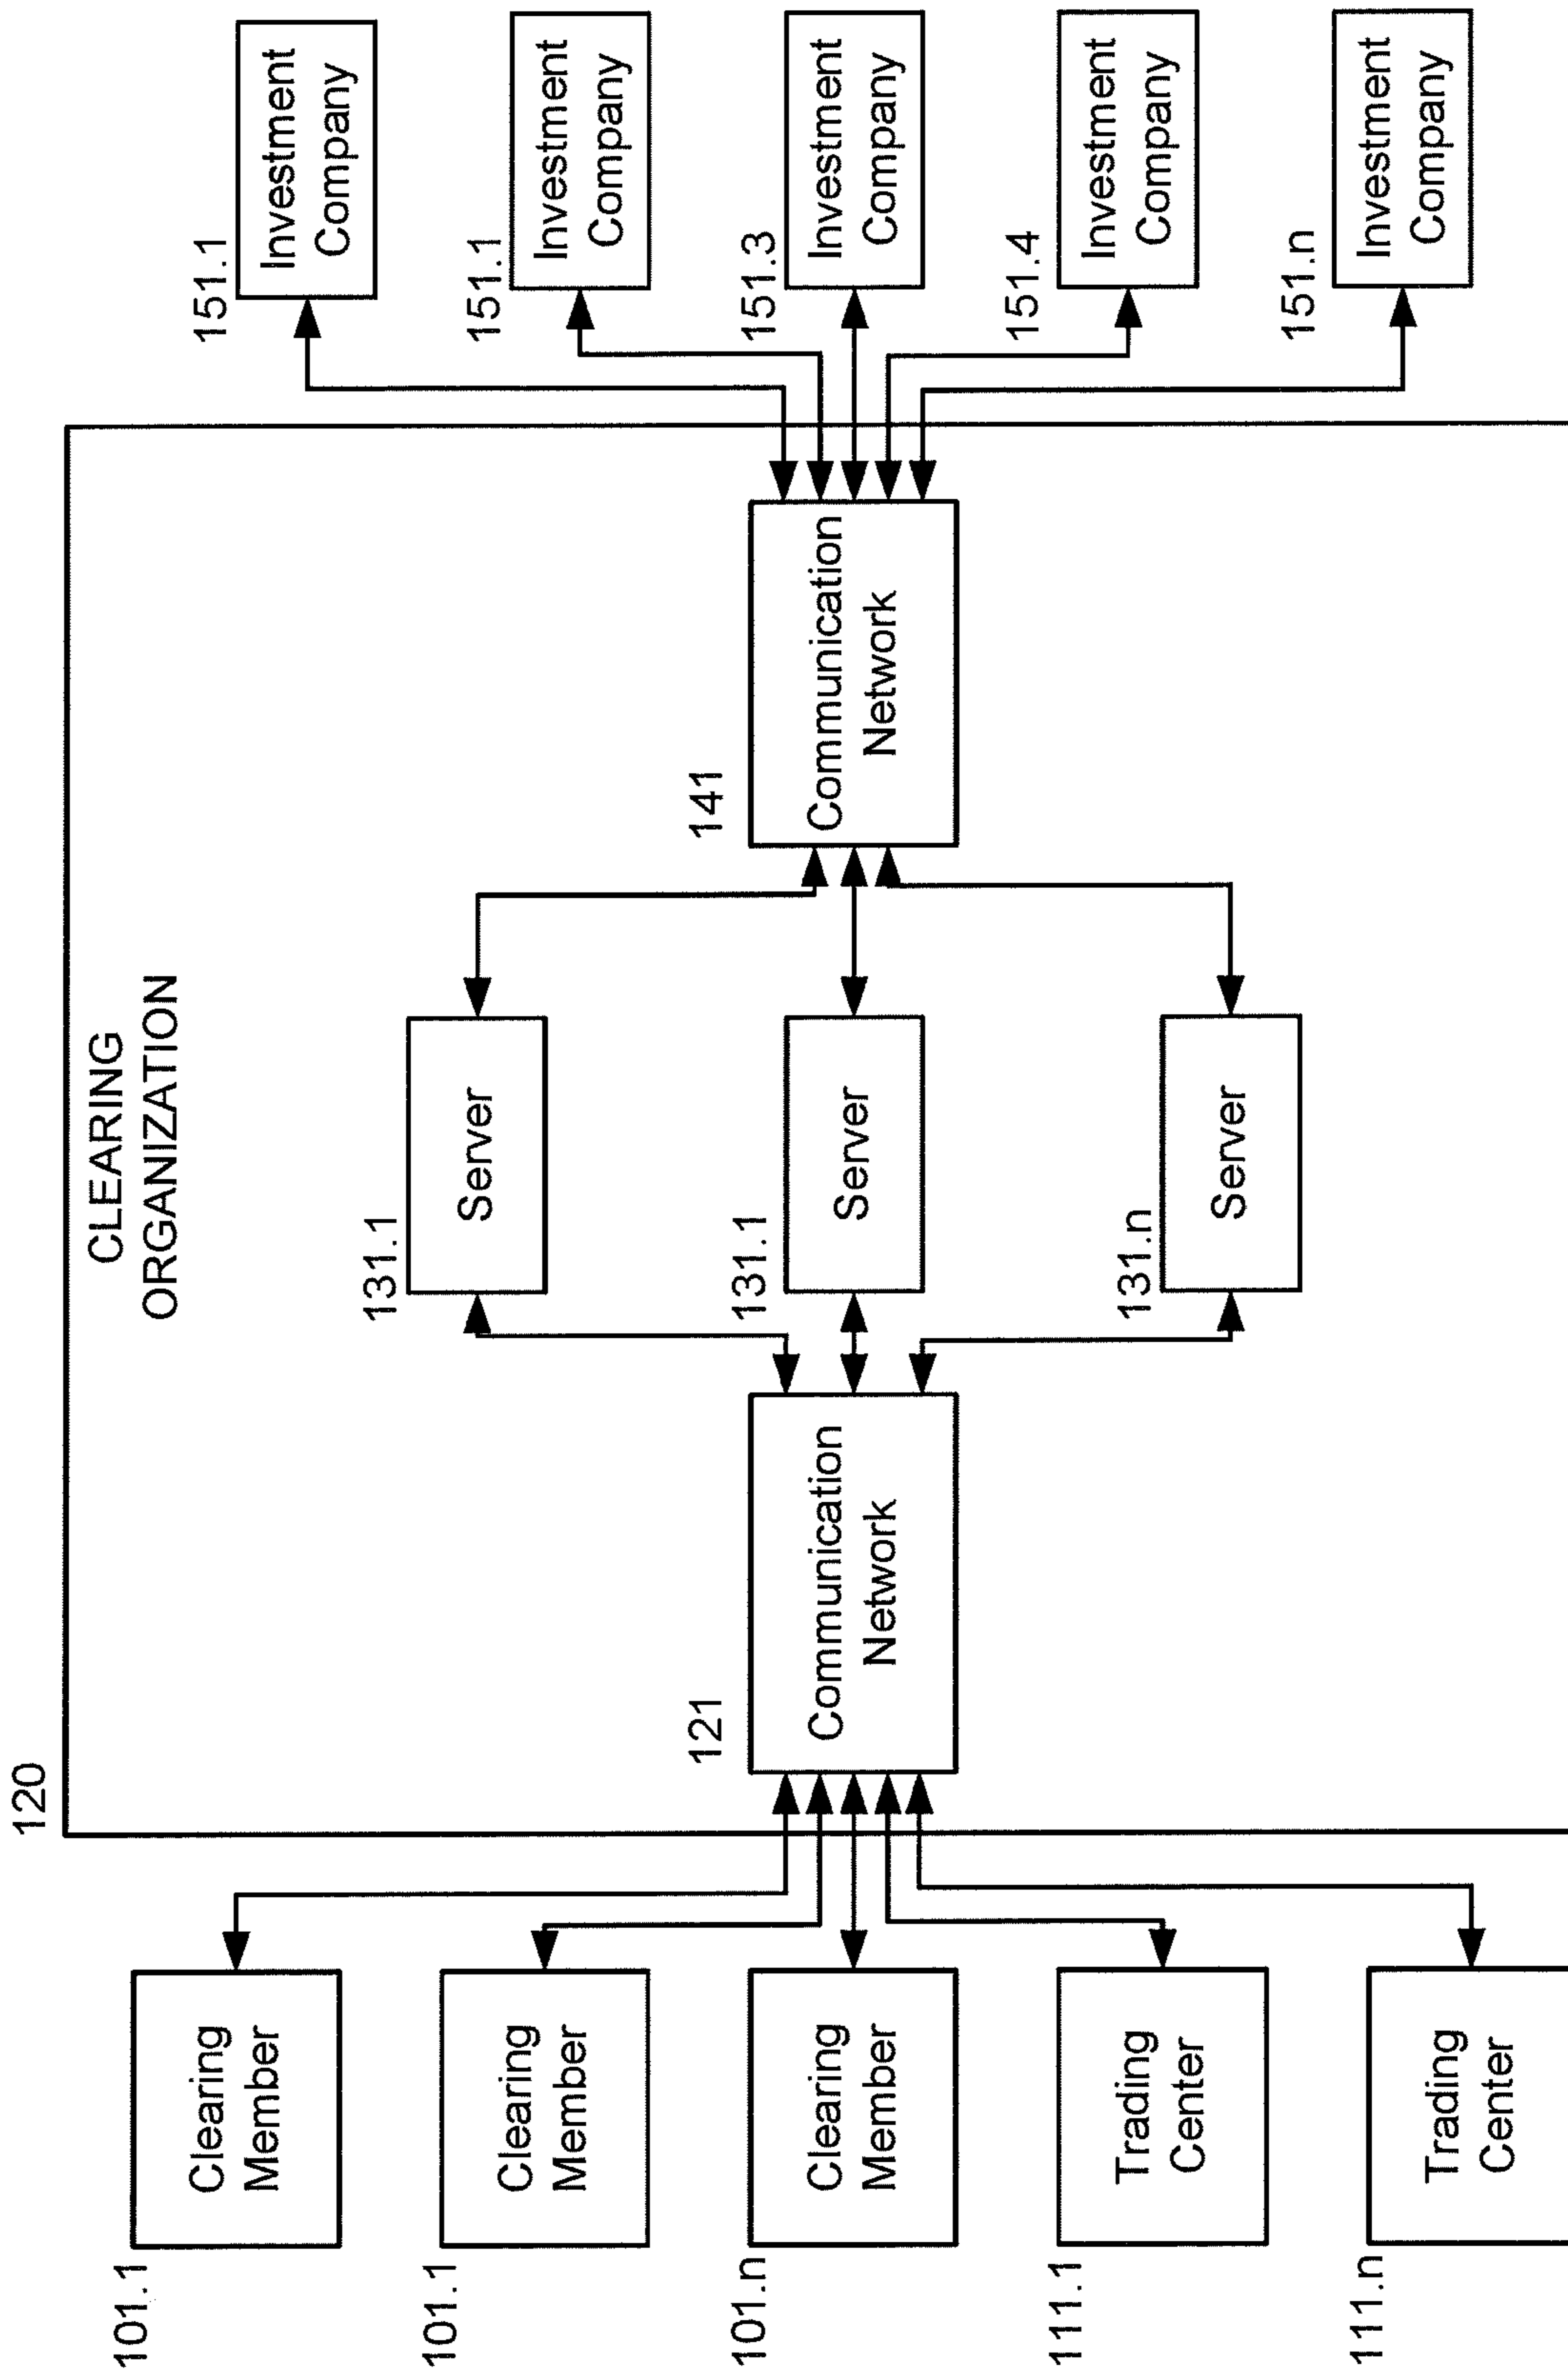 120
CLEARING
ORGANIZATION
101.1
Clearing
Member
101.1
Clearing
Member
101.n
Clearing
Member
111.1
Trading
Center
111.n
Trading
Center
121
Communication
Network
131.1
Server
131.1
Server
131.n
Server
141
Communication
Network
151.1
Investment
Company
151.1
Investment
Company
151.3
Investment
Company
151.4
Investment
Company
151.n
Investment
Company